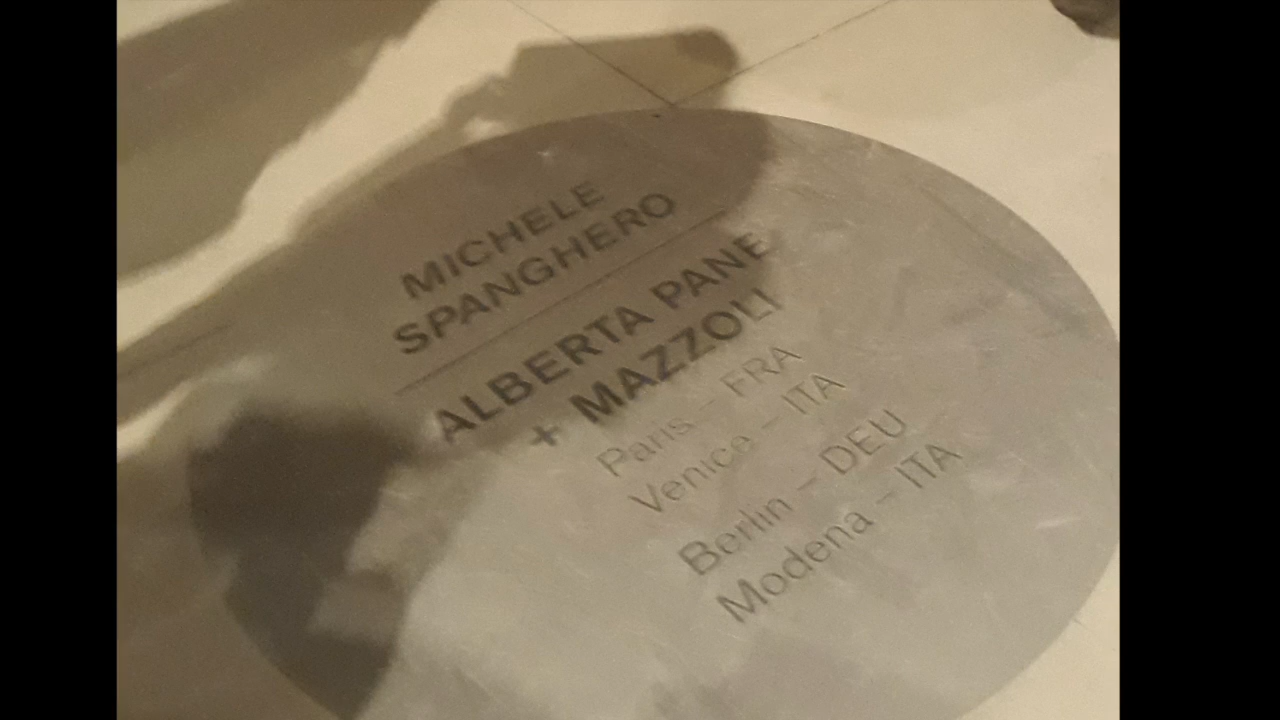 MICHELE
SPANGHERO
ALBERTA PANE
+ MAZZOLI
Paris – FRA
Venice – ITA
Berlin – DEU
Modena – ITA